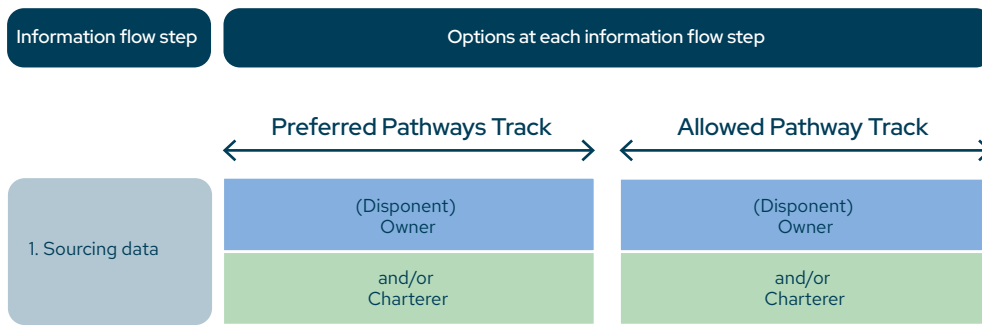 Information flow step
Options at each information flow step
Preferred Pathways Track
Allowed Pathway Track
1. Sourcing data
(Disponent)
Owner
and/or
Charterer
(Disponent)
Owner
and/or
Charterer